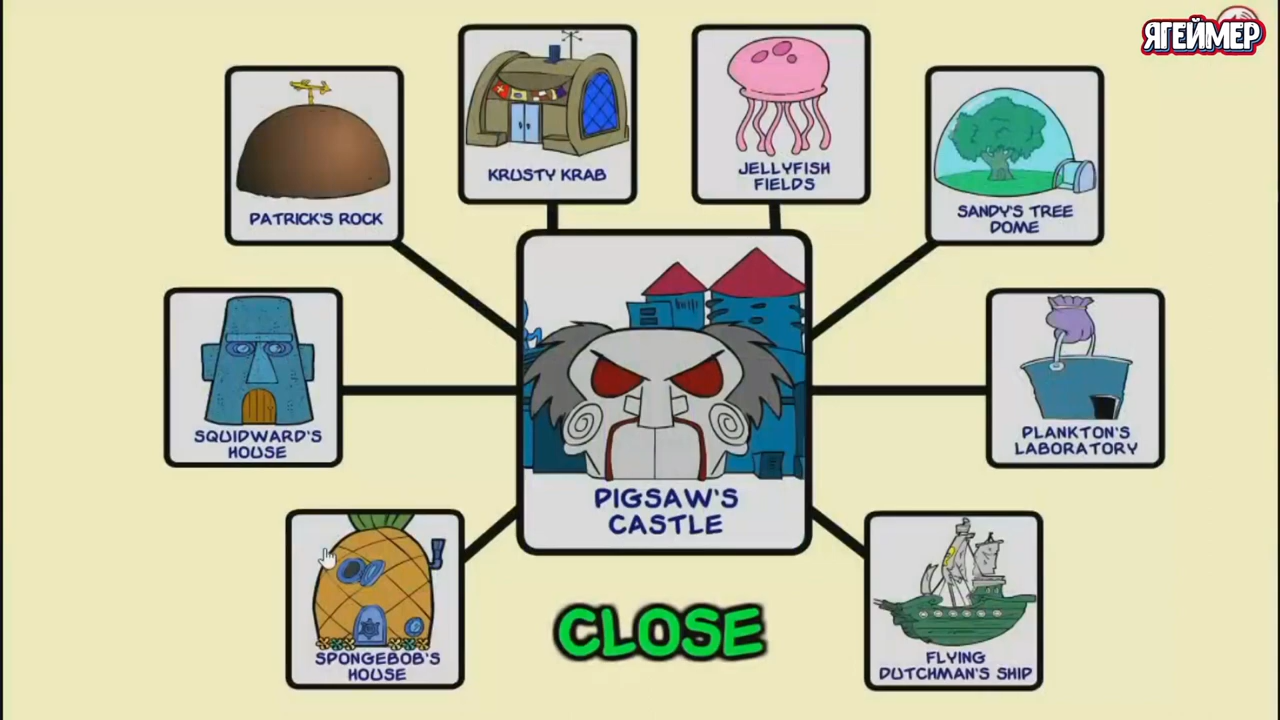 ЯГЕЙМЕР
KRUSTY KRAB
JELLYFISH
FIELDS
PATRICK'S ROCK
SANDY'S TREE
DOME
SQUIDWARD'S
HOUSE
PIGSAW'S
CASTLE
PLANKTON'S
LABORATORY
SPONGEBOB'S
HOUSE
CLOSE
FLYING
DUTCHMAN'S SHIP